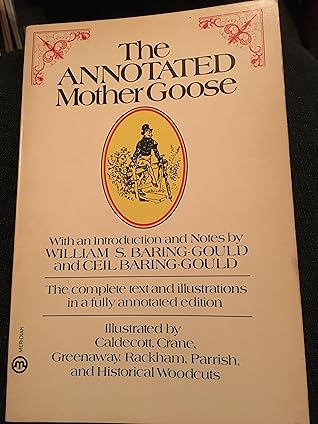 The
ANNOTATED
Mother Goose
With an Introduction and Notes by
WILLIAM S. BARING-GOULD
and CEIL BARING-GOULD
The complete text and illustrations
in a fully annotated edition
Illustrated by
Caldecott, Crane,
Greenaway, Rackham, Parrish,
and Historical Woodcuts
MERIDIAN